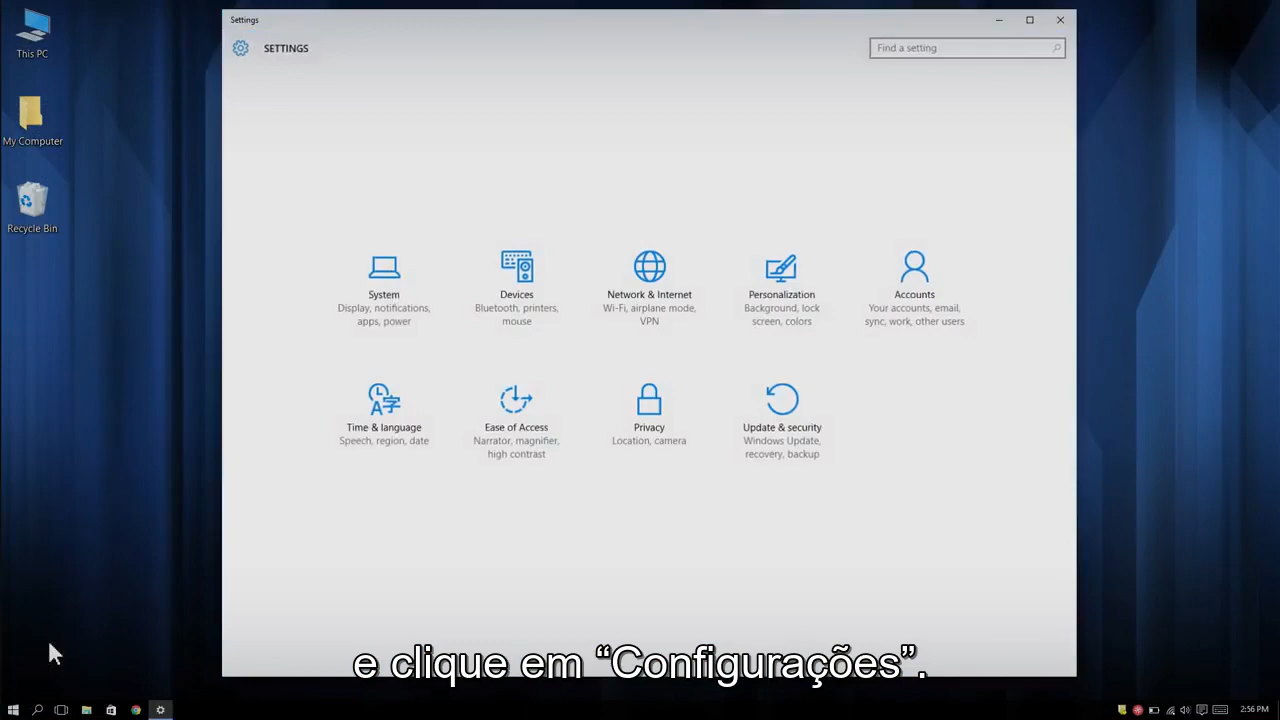 This PC
My Computer
Recycle Bin
Settings
SETTINGS
Find a setting
System
Display, notifications,
apps, power
Devices
Bluetooth, printers,
mouse
Network & Internet
Wi-Fi, airplane mode,
VPN
Personalization
Background, lock
screen, colors
Accounts
Your accounts, email,
sync, work, other users
Time & language
Speech, region, date
Ease of Access
Narrator, magnifier,
high contrast
Privacy
Location, camera
Update & security
Windows Update,
recovery, backup
e clique em “Configurações”.
2:56 PM